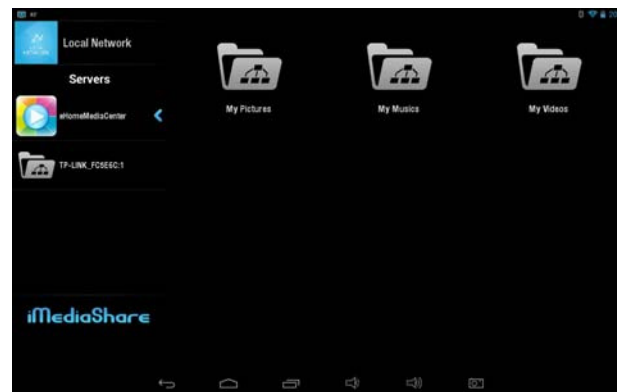 Local Network
Servers
eHomeMediaCenter
TP-LINK_FC5E6C:1
iMediaShare
My Pictures
My Musics
My Videos